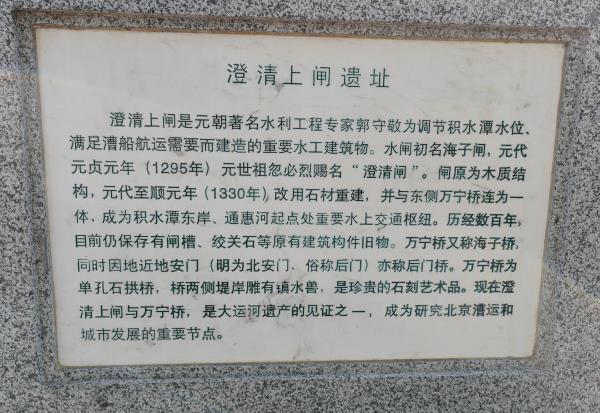 澄清上闸遗址
澄清上闸是元朝著名水利工程专家郭守敬为调节积水潭水位、
满足漕船航运需要而建造的重要水工建筑物。水闸初名海子闸，元代
元贞元年（1295年）元世祖忽必烈赐名“澄清闸”。闸原为木质结
构，元代至顺元年（1330年）改用石材重建，并与东侧万宁桥连为一
体，成为积水潭东岸、通惠河起点处重要水上交通枢纽。历经数百年，
目前仍保存有闸槽、绞关石等原有建筑构件旧物。万宁桥又称海子桥，
同时因地近地安门（明为北安门、俗称后门）亦称后门桥。万宁桥为
单孔石拱桥，桥两侧堤岸雕有镇水兽，是珍贵的石刻艺术品。现在澄
清上闸与万宁桥，是大运河遗产的见证之一，成为研究北京漕运和
城市发展的重要节点。